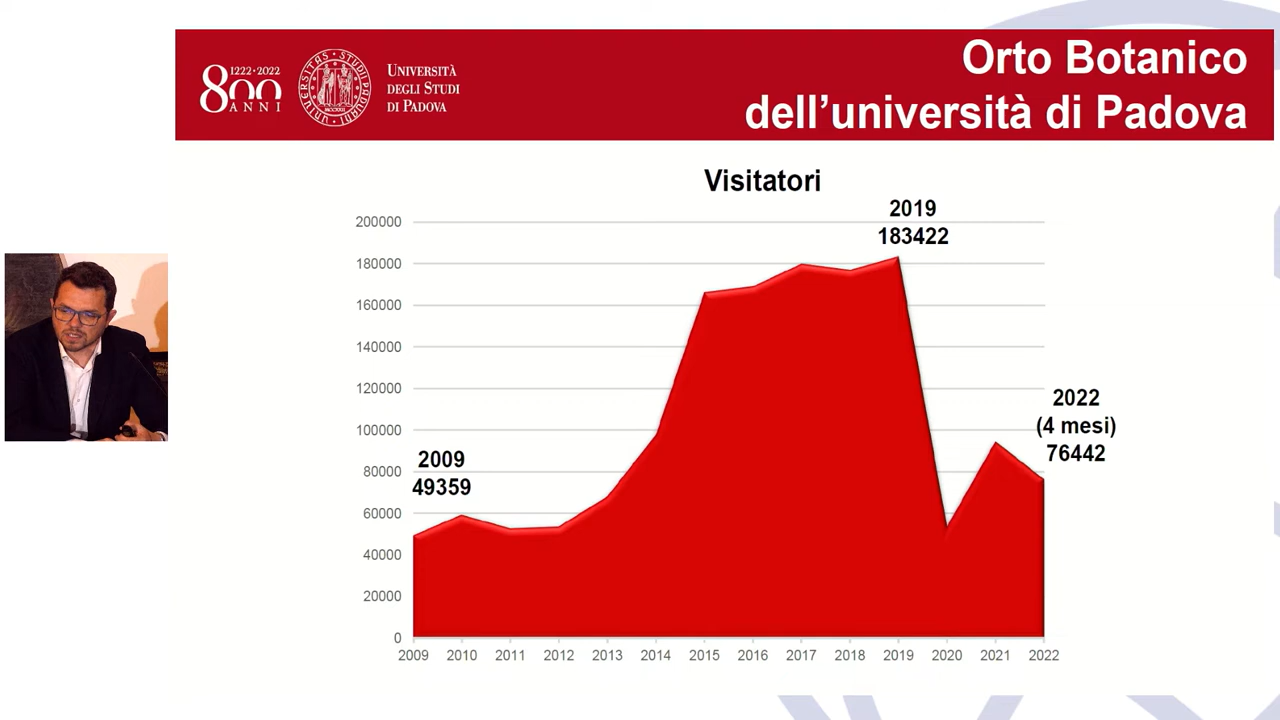 1222·2022
800
ANNI
UNIVERSITÀ
DEGLI STUDI
DI PADOVA
Orto Botanico
dell'università di Padova
Visitatori
2019
183422
2022
(4 mesi)
76442
2009
49359
200000
180000
160000
140000
120000
100000
80000
60000
40000
20000
0
2009 2010 2011 2012 2013 2014 2015 2016 2017 2018 2019 2020 2021 2022